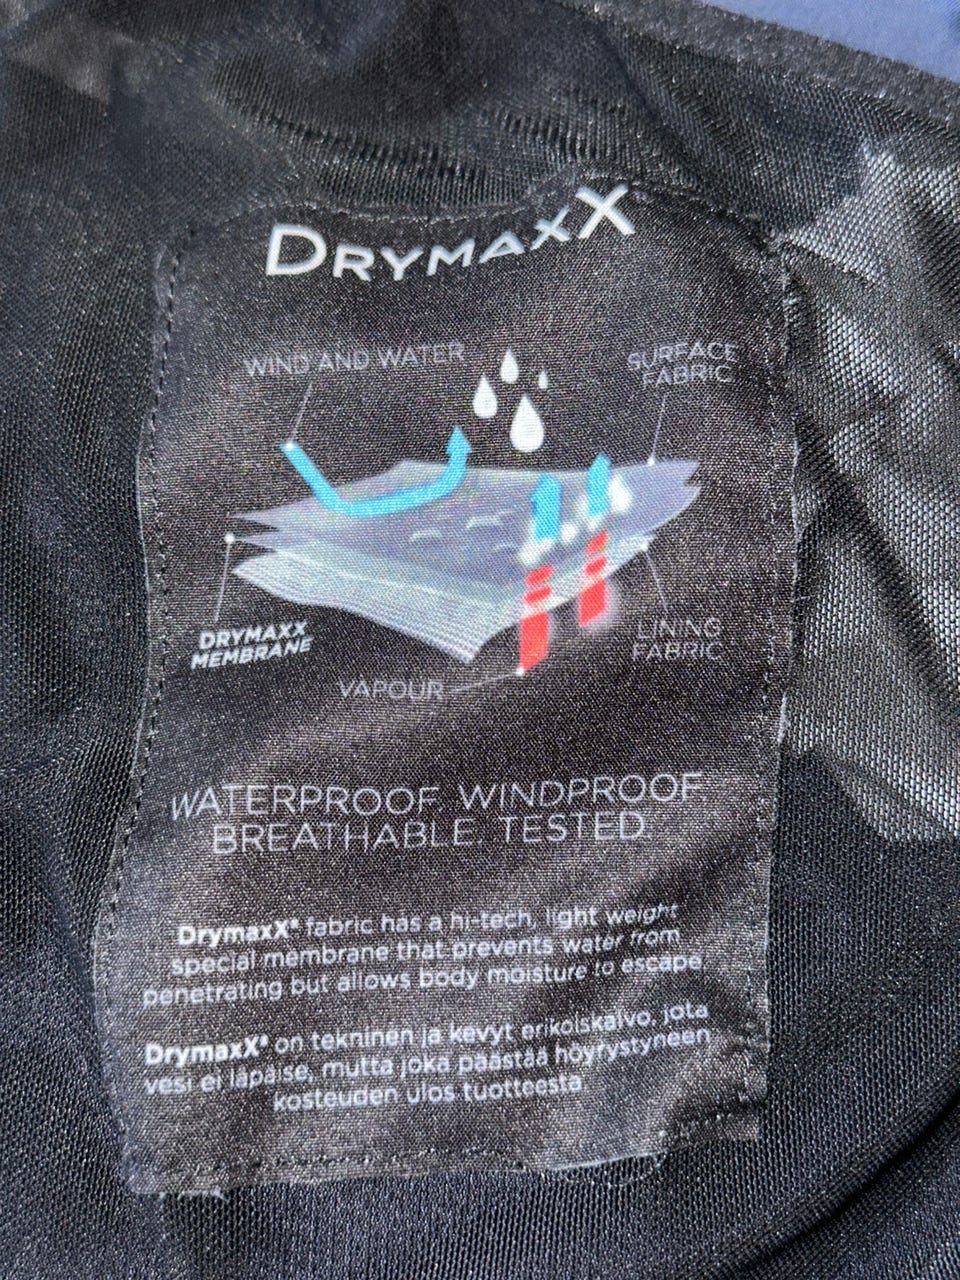 DRYMAXX
WIND AND WATER
SURFACE
FABRIC
DRYMAXX
MEMBRANE
LINING
FABRIC
VAPOUR
WATERPROOF WINDPROOF
BREATHABLE TESTED
DrymaxX® fabric has a hi-tech, light weight
special membrane that prevents water from
penetrating but allows body moisture to escape
DrymaxX® on tekninen ja kevyt erikoiskalvo, jota
vesi ei läpäise, mutta joka päästää höyrystyneen
kosteuden ulos tuotteesta